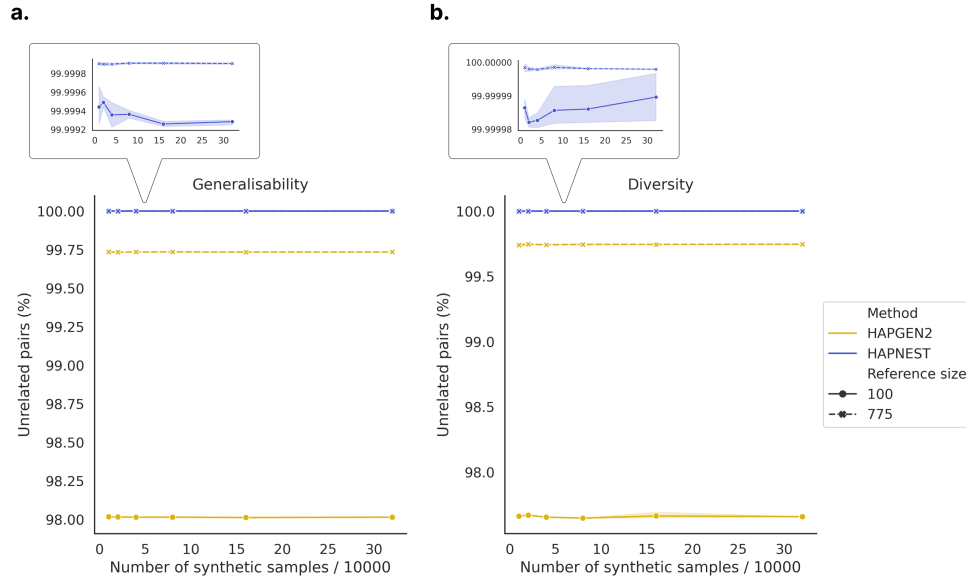 a.
99.9998
99.9996
99.9994
99.9992
0 5 10 15 20 25 30
Generalisability
100.00
99.75
99.50
99.25
99.00
98.75
98.50
98.25
98.00
Unrelated pairs (%)
0 5 10 15 20 25 30
Number of synthetic samples / 10000
b.
100.00000
99.99999
99.99998
0 5 10 15 20 25 30
Diversity
100.0
99.5
99.0
98.5
98.0
Unrelated pairs (%)
0 5 10 15 20 25 30
Number of synthetic samples / 10000
Method
HAPGEN2
HAPNEST
Reference size
100
775